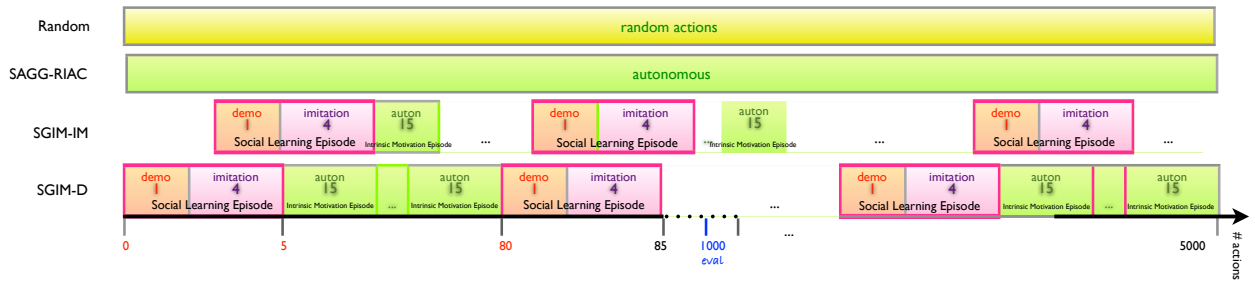 Random
random actions
SAGG-RIAC
autonomous
SGIM-IM
demo
1
imitation
4
Social Learning Episode
auton
15
Intrinsic Motivation Episode
...
demo
1
imitation
4
Social Learning Episode
...
auton
15
Intrinsic Motivation Episode
...
demo
1
imitation
4
Social Learning Episode
...
SGIM-D
demo
1
imitation
4
Social Learning Episode
auton
15
Intrinsic Motivation Episode
...
auton
15
Intrinsic Motivation Episode
demo
1
imitation
4
Social Learning Episode
...
demo
1
imitation
4
Social Learning Episode
auton
15
Intrinsic Motivation Episode
...
auton
15
Intrinsic Motivation Episode
0
5
80
85
1000
eval
...
5000
# actions